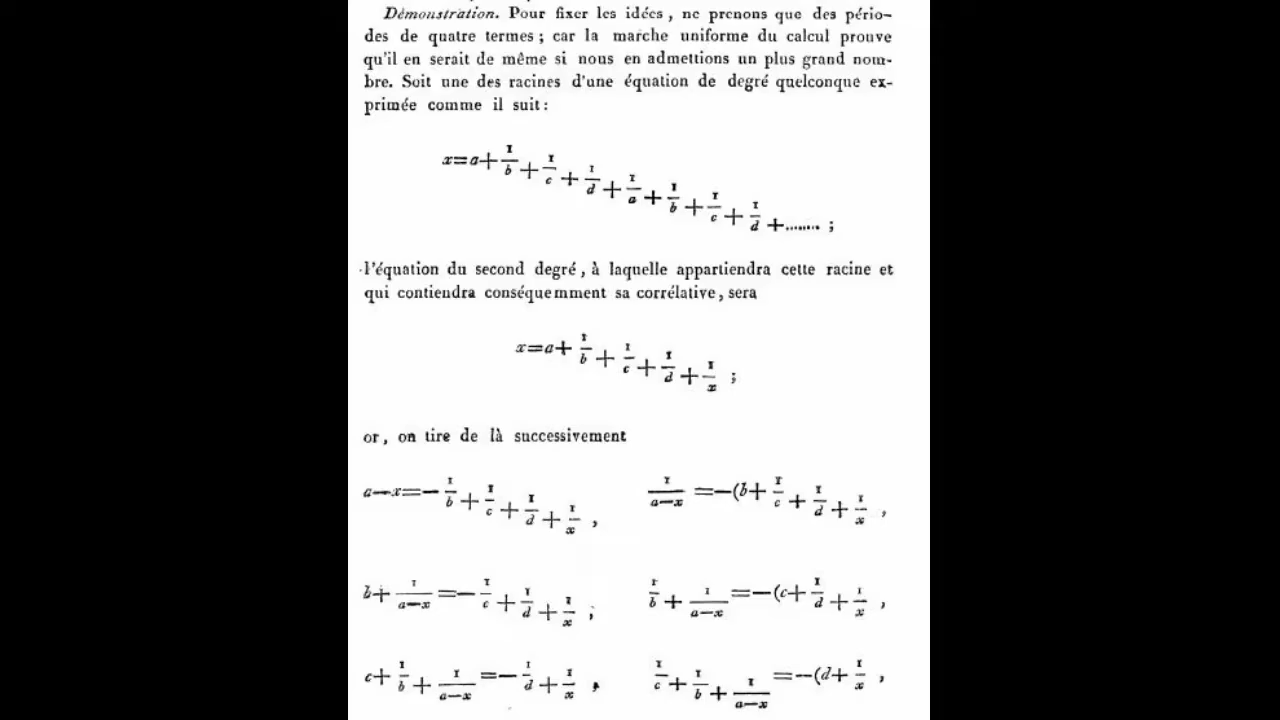 Démonstration. Pour fixer les idées, ne prenons que des pério-
des de quatre termes; car la marche uniforme du calcul prouve
qu'il en serait de même si nous en admettions un plus grand nom-
bre. Soit une des racines d'une équation de degré quelconque ex-
primée comme il suit:
x=a+1/b+1/c+1/d+1/a+1/b+1/c+1/d+........;
l'équation du second degré, à laquelle appartiendra cette racine et
qui contiendra conséquemment sa corrélative, sera
x=a+1/b+1/c+1/d+1/x;
or, on tire de là successivement
a—x=—1/b+1/c+1/d+1/x, 1/a—x=—(b+1/c+1/d+1/x,
b+1/a—x=—1/c+1/d+1/x; 1/b+1/a—x=—(c+1/d+1/x,
c+1/b+1/a—x=—1/d+1/x, 1/c+1/b+1/a—x=—(d+1/x,